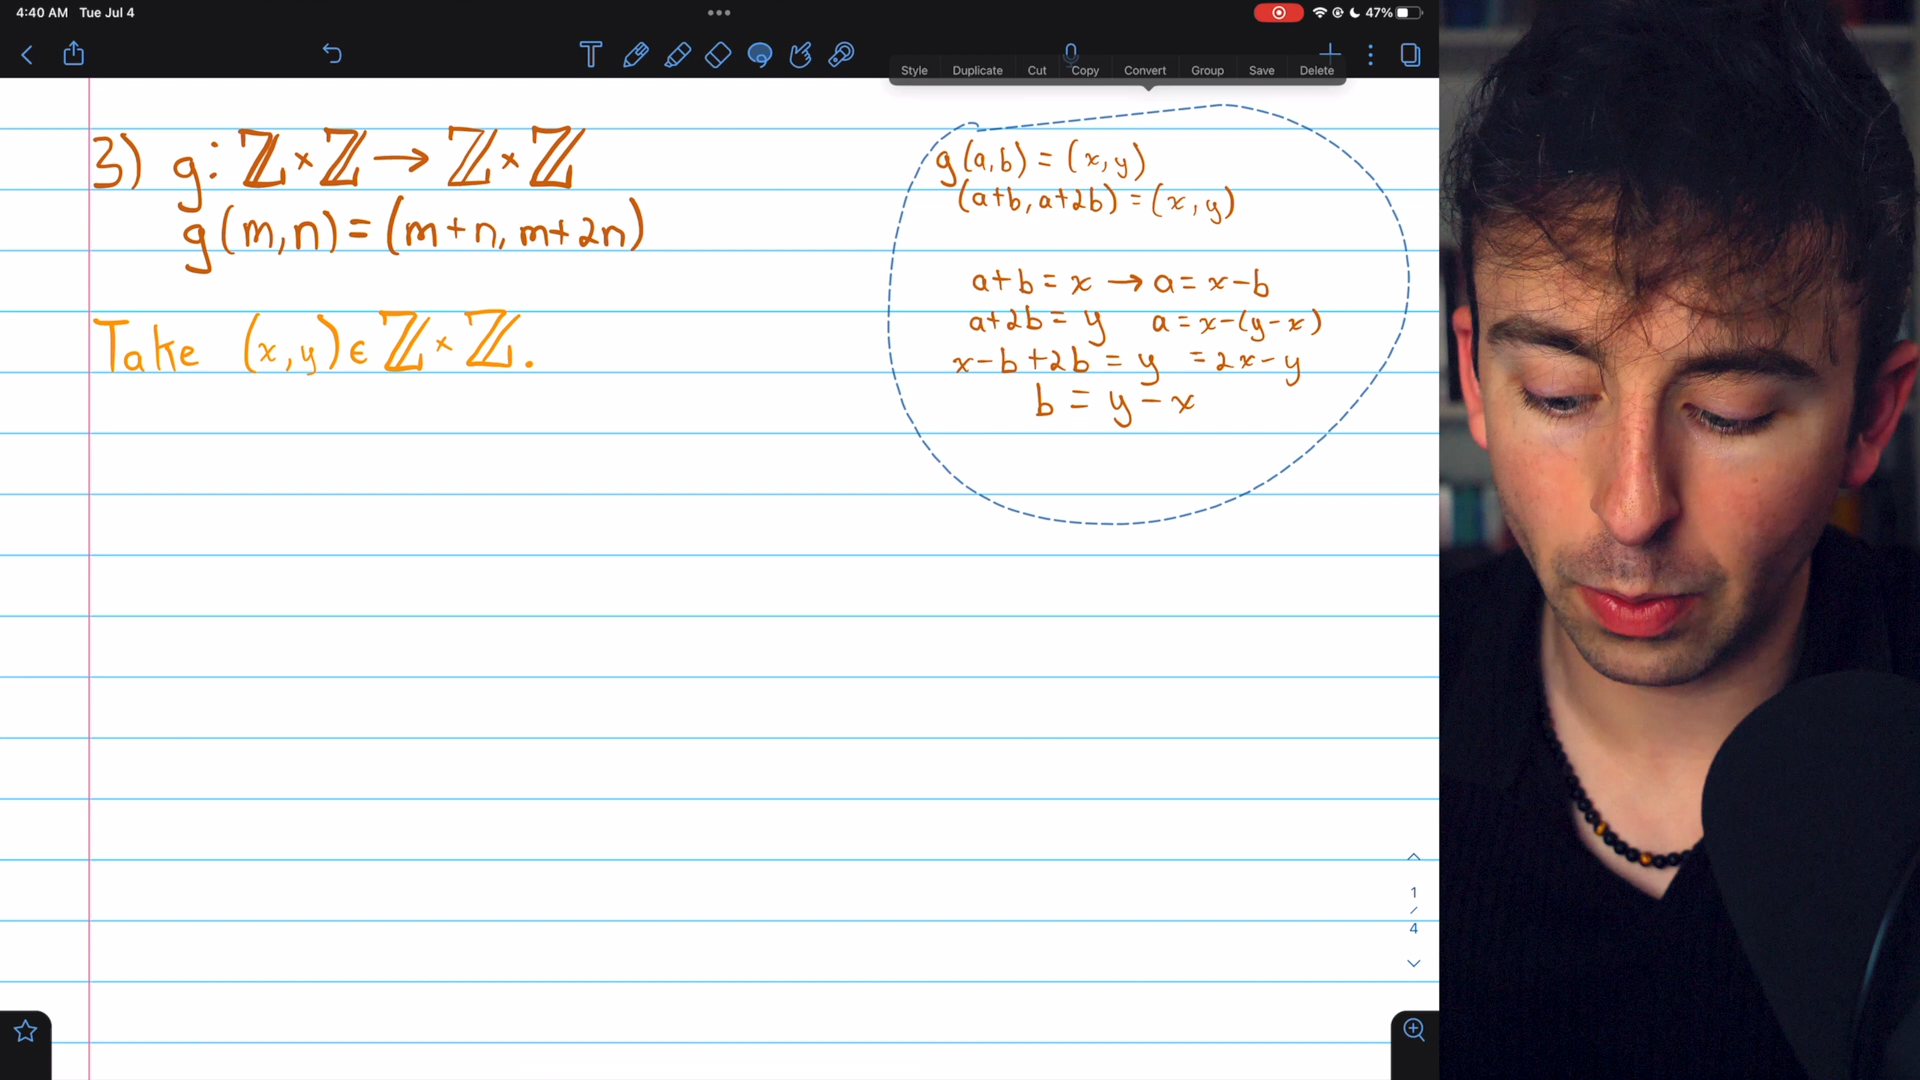 4:40 AM Tue Jul 4
47%
Style Duplicate Cut Copy Convert Group Save Delete
3) g: ℤ×ℤ → ℤ×ℤ
g(m,n) = (m+n, m+2n)
Take (x,y) ∈ ℤ×ℤ.
g(a,b) = (x,y)
(a+b, a+2b) = (x,y)
a+b = x → a = x-b
a+2b = y a = x-(y-x)
x-b+2b = y = 2x-y
b = y-x
1
/
4